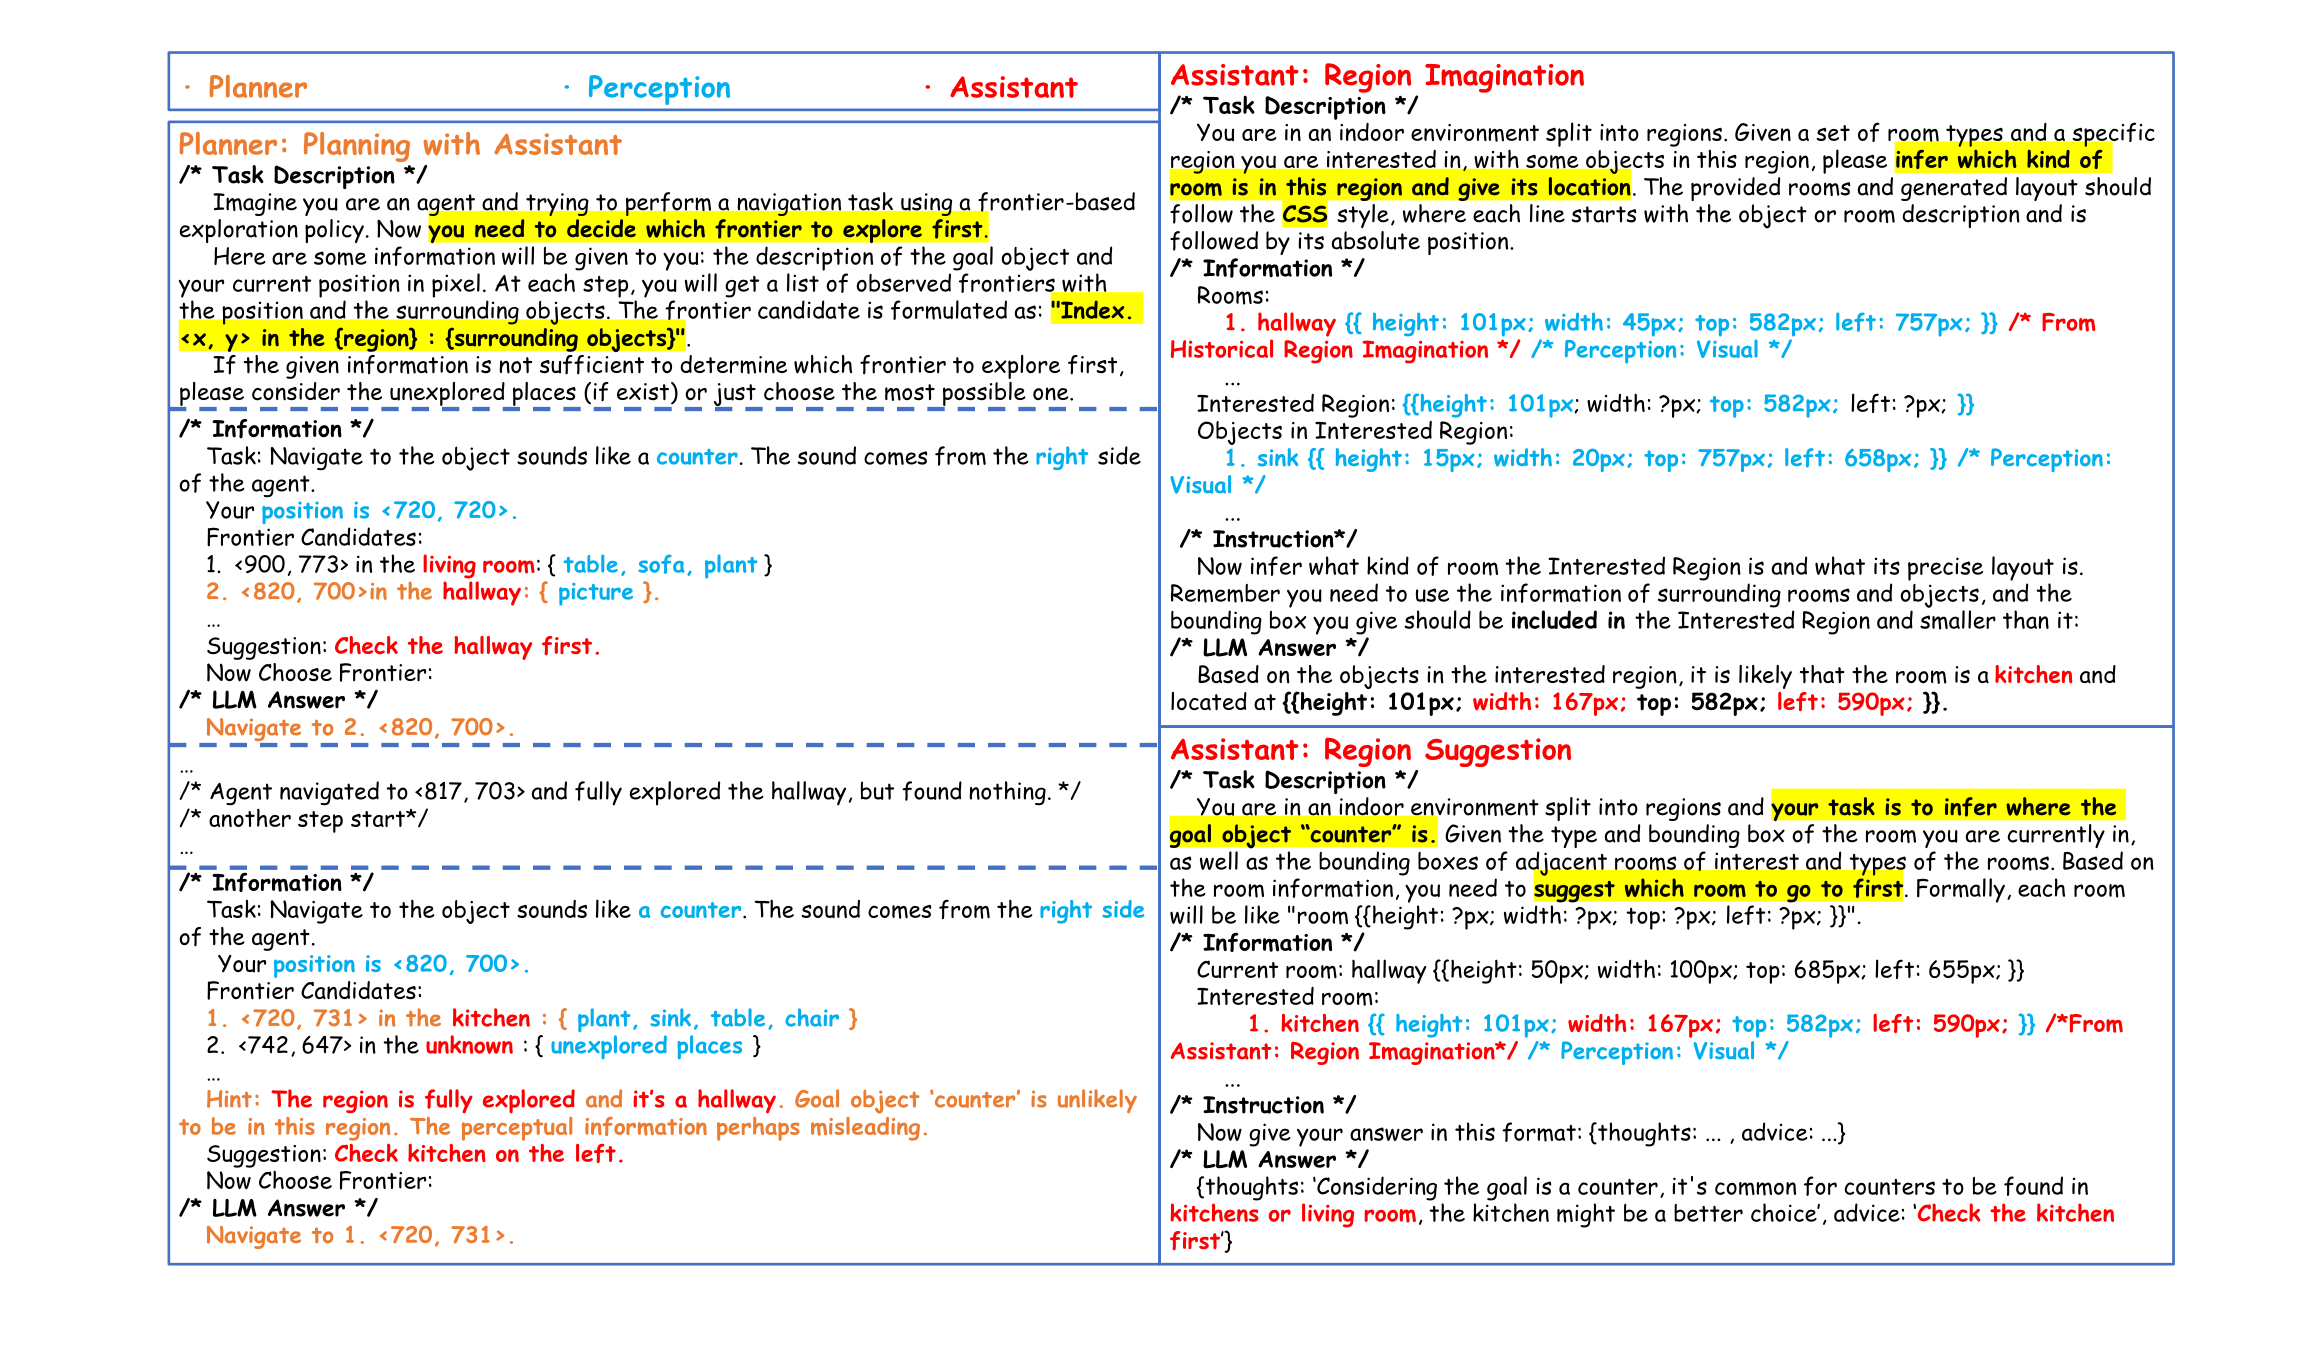 · Planner
· Perception
· Assistant
Planner: Planning with Assistant
/* Task Description */
Imagine you are an agent and trying to perform a navigation task using a frontier-based
exploration policy. Now you need to decide which frontier to explore first.
Here are some information will be given to you: the description of the goal object and
your current position in pixel. At each step, you will get a list of observed frontiers with
the position and the surrounding objects. The frontier candidate is formulated as: "Index.
<x, y> in the {region} : {surrounding objects}".
If the given information is not sufficient to determine which frontier to explore first,
please consider the unexplored places (if exist) or just choose the most possible one.
/* Information */
Task: Navigate to the object sounds like a counter. The sound comes from the right side
of the agent.
Your position is <720, 720>.
Frontier Candidates:
1. <900, 773> in the living room: { table, sofa, plant }
2. <820, 700>in the hallway: { picture }.
...
Suggestion: Check the hallway first.
Now Choose Frontier:
/* LLM Answer */
Navigate to 2. <820, 700>.
...
/* Agent navigated to <817, 703> and fully explored the hallway, but found nothing. */
/* another step start*/
...
/* Information */
Task: Navigate to the object sounds like a counter. The sound comes from the right side
of the agent.
Your position is <820, 700>.
Frontier Candidates:
1. <720, 731> in the kitchen : { plant, sink, table, chair }
2. <742, 647> in the unknown : { unexplored places }
...
Hint: The region is fully explored and it's a hallway. Goal object ‘counter’ is unlikely
to be in this region. The perceptual information perhaps misleading.
Suggestion: Check kitchen on the left.
Now Choose Frontier:
/* LLM Answer */
Navigate to 1. <720, 731>.
Assistant: Region Imagination
/* Task Description */
You are in an indoor environment split into regions. Given a set of room types and a specific
region you are interested in, with some objects in this region, please infer which kind of
room is in this region and give its location. The provided rooms and generated layout should
follow the CSS style, where each line starts with the object or room description and is
followed by its absolute position.
/* Information */
Rooms:
1. hallway {{ height: 101px; width: 45px; top: 582px; left: 757px; }} /* From
Historical Region Imagination */ /* Perception: Visual */
...
Interested Region: {{height: 101px; width: ?px; top: 582px; left: ?px; }}
Objects in Interested Region:
1. sink {{ height: 15px; width: 20px; top: 757px; left: 658px; }} /* Perception:
Visual */
...
/* Instruction*/
Now infer what kind of room the Interested Region is and what its precise layout is.
Remember you need to use the information of surrounding rooms and objects, and the
bounding box you give should be included in the Interested Region and smaller than it:
/* LLM Answer */
Based on the objects in the interested region, it is likely that the room is a kitchen and
located at {{height: 101px; width: 167px; top: 582px; left: 590px; }}.
Assistant: Region Suggestion
/* Task Description */
You are in an indoor environment split into regions and your task is to infer where the
goal object “counter” is. Given the type and bounding box of the room you are currently in,
as well as the bounding boxes of adjacent rooms of interest and types of the rooms. Based on
the room information, you need to suggest which room to go to first. Formally, each room
will be like "room {{height: ?px; width: ?px; top: ?px; left: ?px; }}".
/* Information */
Current room: hallway {{height: 50px; width: 100px; top: 685px; left: 655px; }}
Interested room:
1. kitchen {{ height: 101px; width: 167px; top: 582px; left: 590px; }} /*From
Assistant: Region Imagination*/ /* Perception: Visual */
...
/* Instruction */
Now give your answer in this format: {thoughts: ... , advice: ...}
/* LLM Answer */
{thoughts: ‘Considering the goal is a counter, it's common for counters to be found in
kitchens or living room, the kitchen might be a better choice’, advice: ‘Check the kitchen
first’}